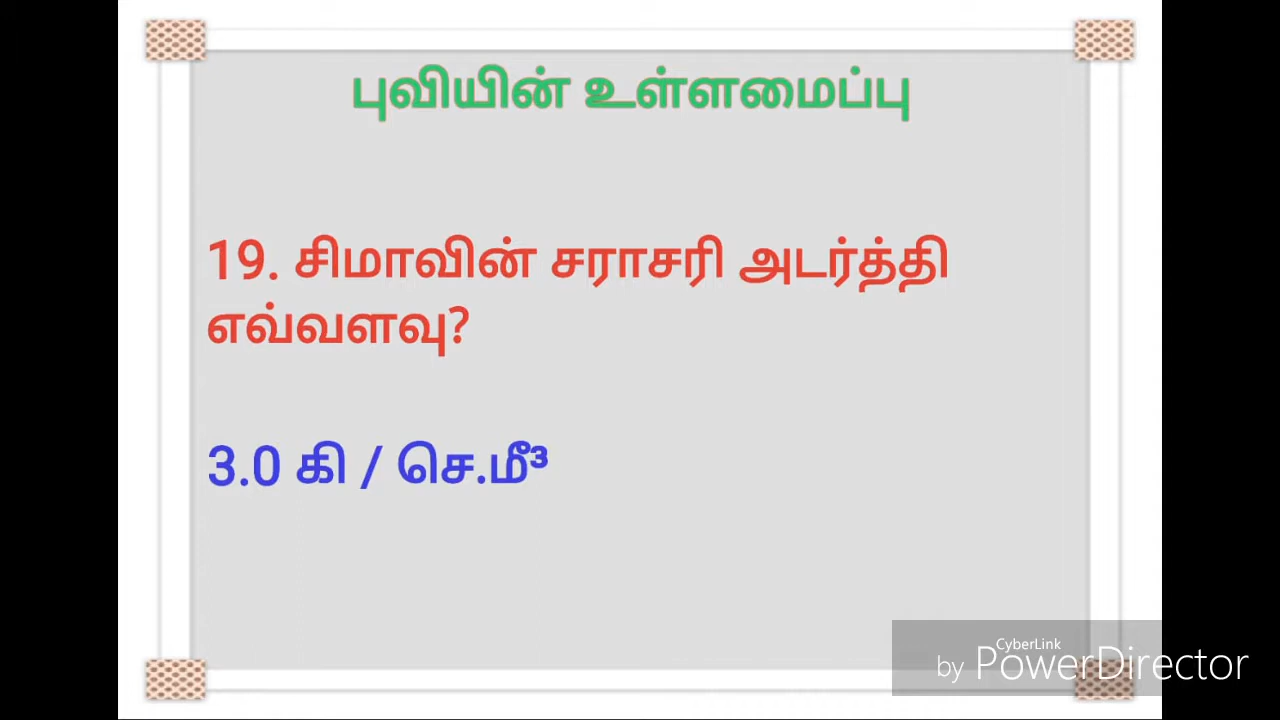 புவியின் உள்ளமைப்பு
19. சிமாவின் சராசரி அடர்த்தி
எவ்வளவு?
3.0 கி / செ.மீ³
CyberLink
by PowerDirector